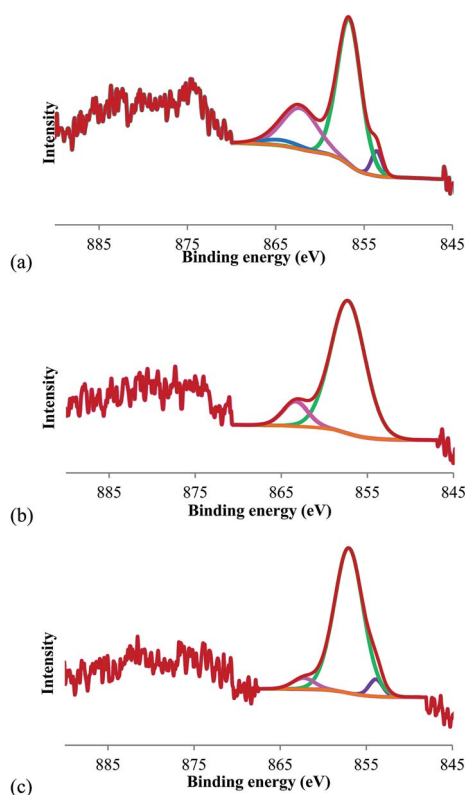 Intensity
885 875 865 855 845
Binding energy (eV)
(a)
Intensity
885 875 865 855 845
Binding energy (eV)
(b)
Intensity
885 875 865 855 845
Binding energy (eV)
(c)